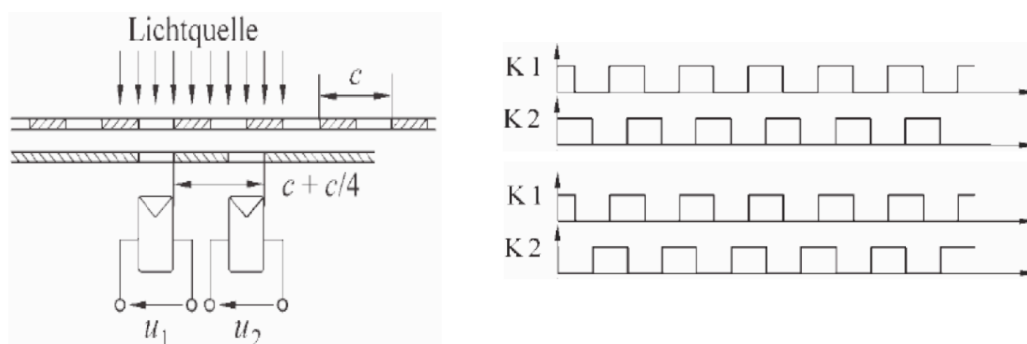 Lichtquelle
c
c + c/4
u₁
u₂
K 1
K 2
K 1
K 2